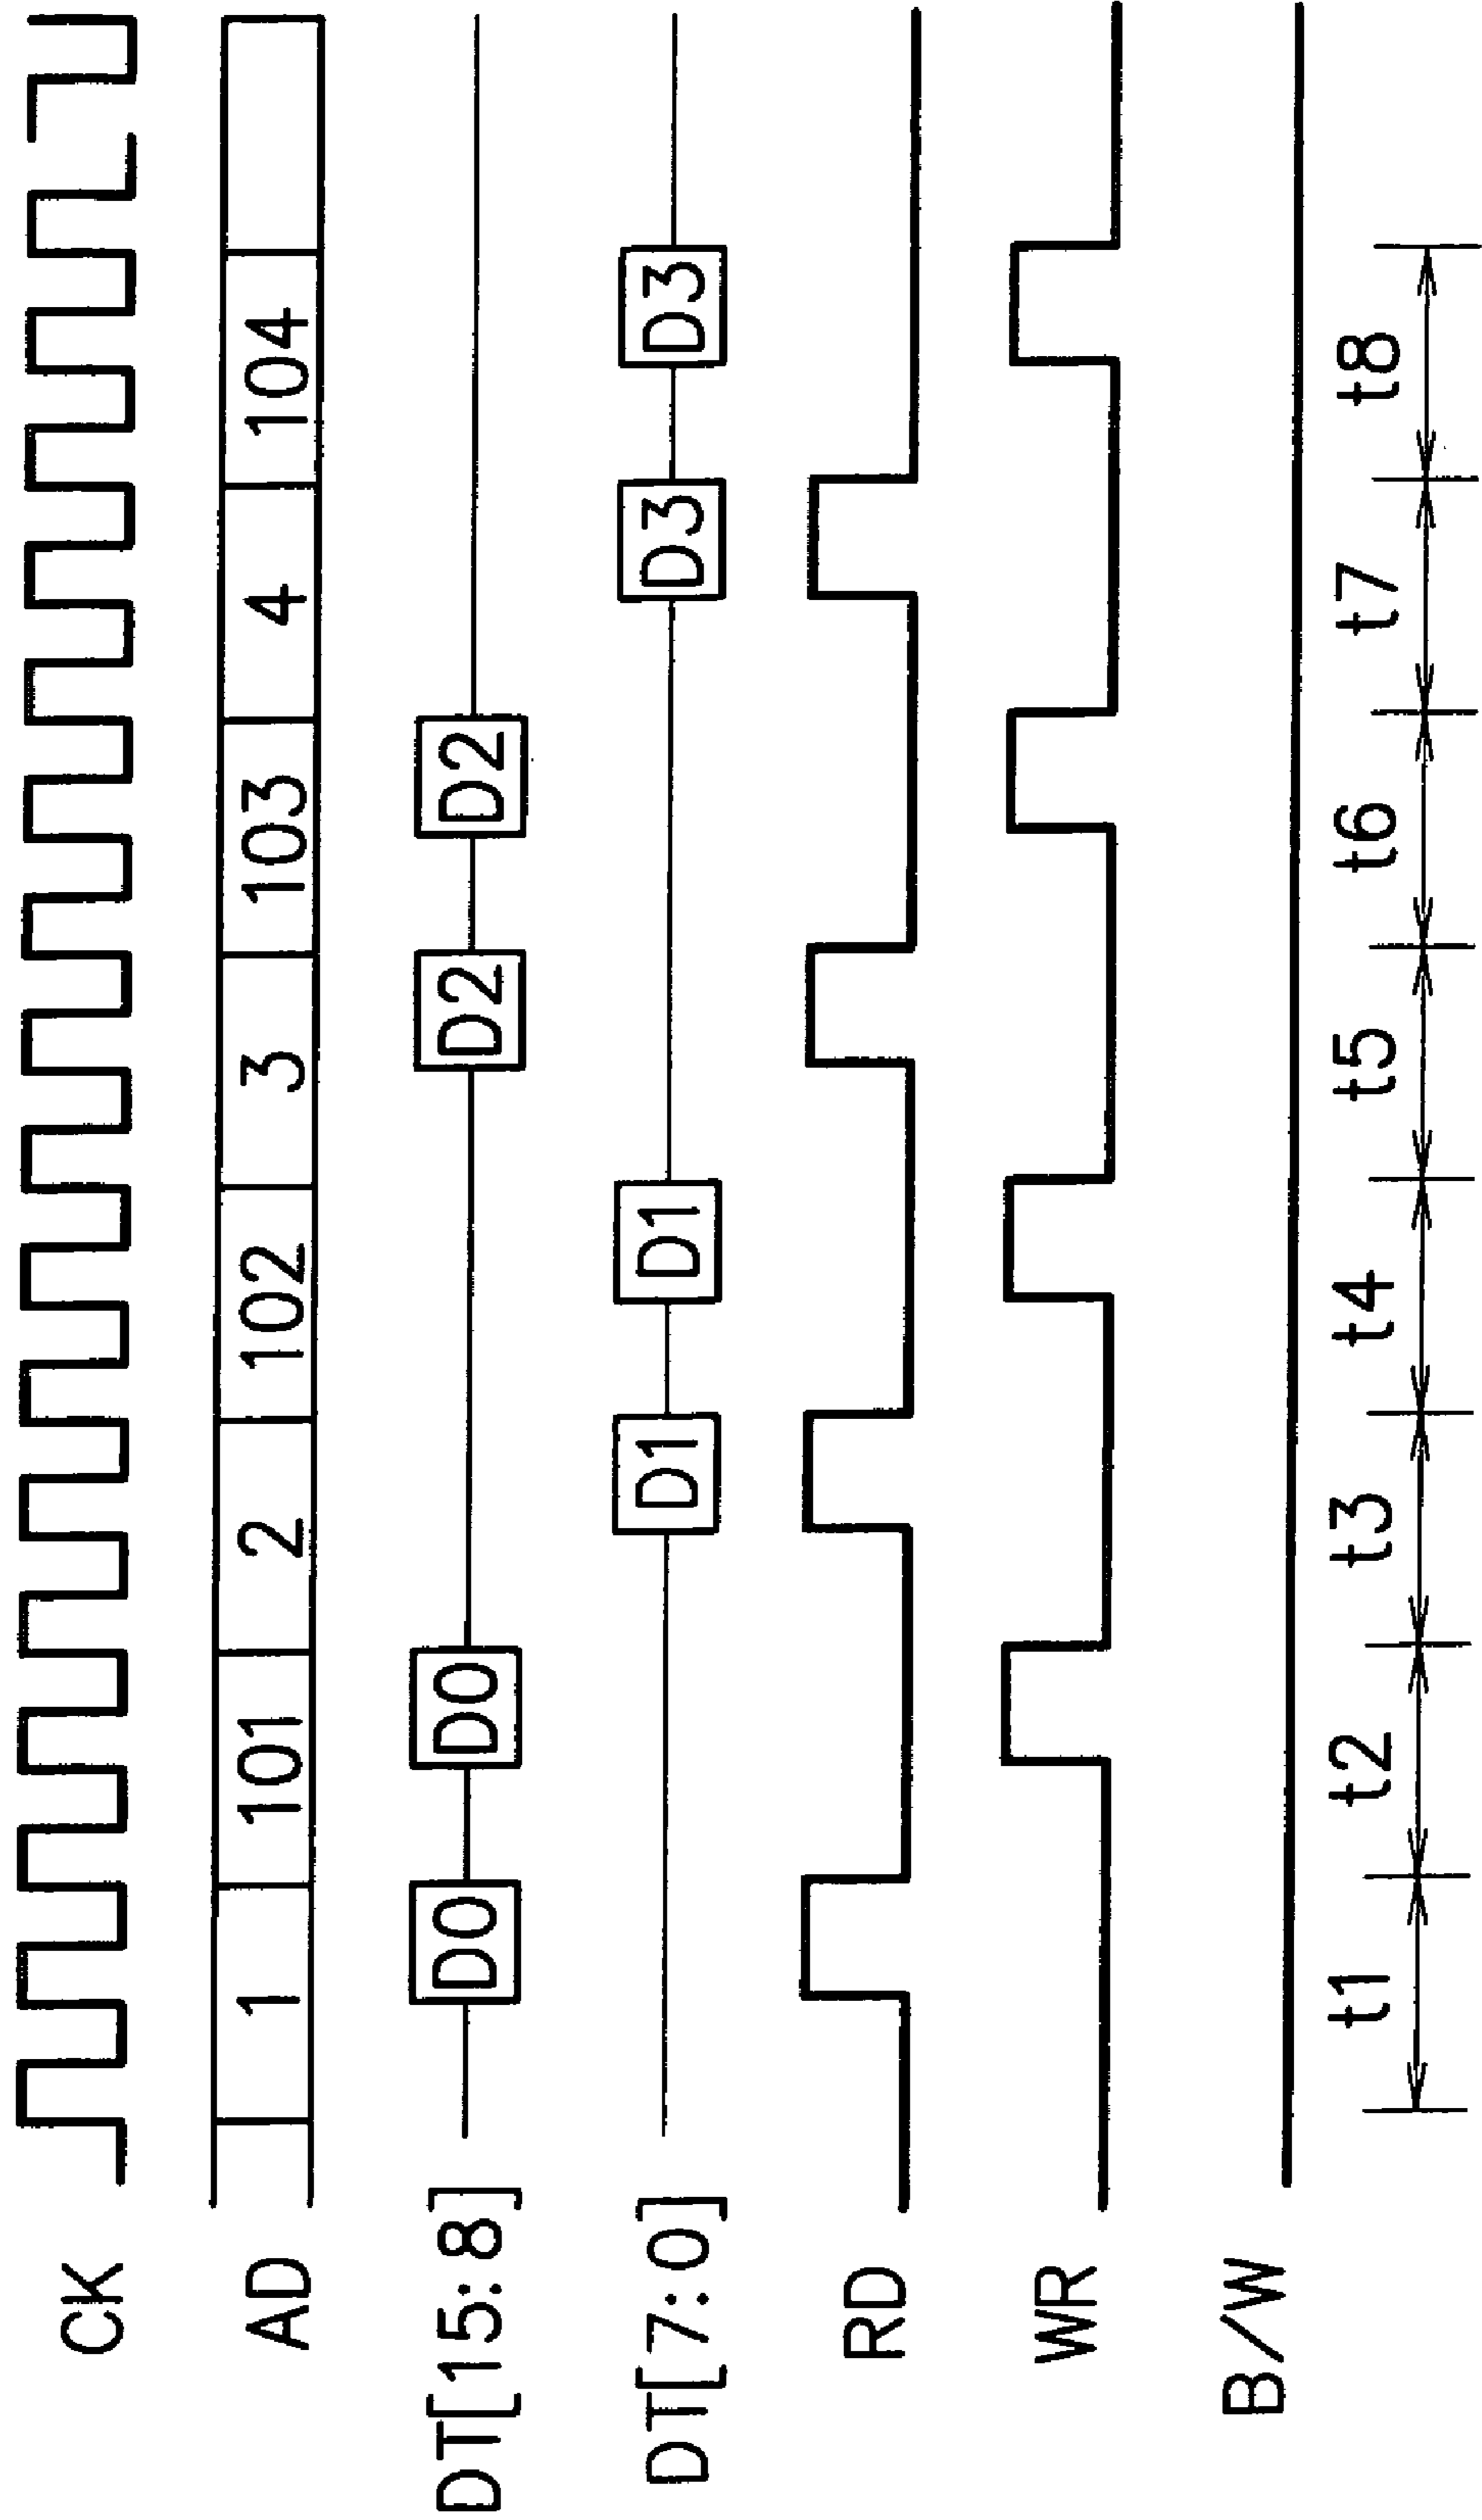 CK
AD 1 101 2 102 3 103 4 104
DT[15:8] D0 D0 D2 D2
DT[7:0] D1 D1 D3 D3
RD
WR
B/W
t1 t2 t3 t4 t5 t6 t7 t8